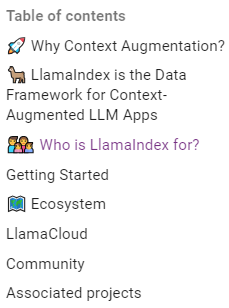 Table of contents
🚀 Why Context Augmentation?
🦙 LlamaIndex is the Data
Framework for Context-
Augmented LLM Apps
👨‍👩‍👧‍👦 Who is LlamaIndex for?
Getting Started
🗺️ Ecosystem
LlamaCloud
Community
Associated projects